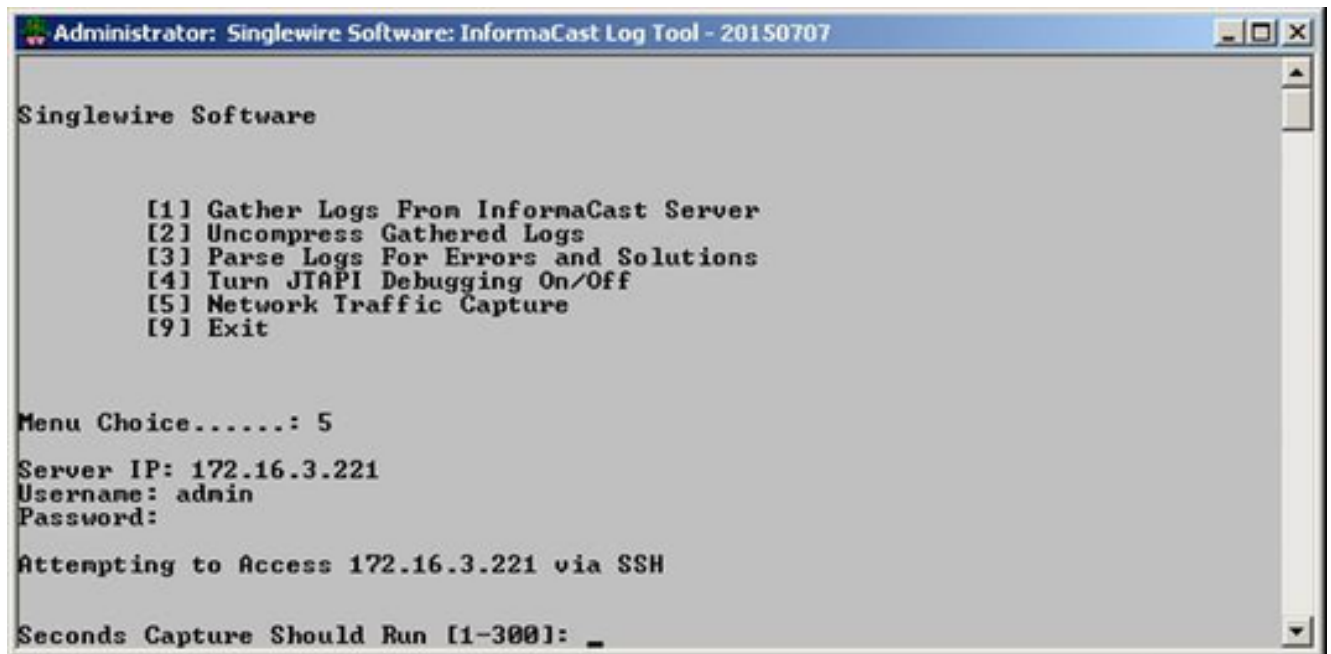 Administrator: Singlewire Software: InformaCast Log Tool - 20150707
Singlewire Software
[1] Gather Logs From InformaCast Server
[2] Uncompress Gathered Logs
[3] Parse Logs For Errors and Solutions
[4] Turn JTAPI Debugging On/Off
[5] Network Traffic Capture
[9] Exit
Menu Choice......: 5
Server IP: 172.16.3.221
Username: admin
Password:
Attempting to Access 172.16.3.221 via SSH
Seconds Capture Should Run [1-300]: _